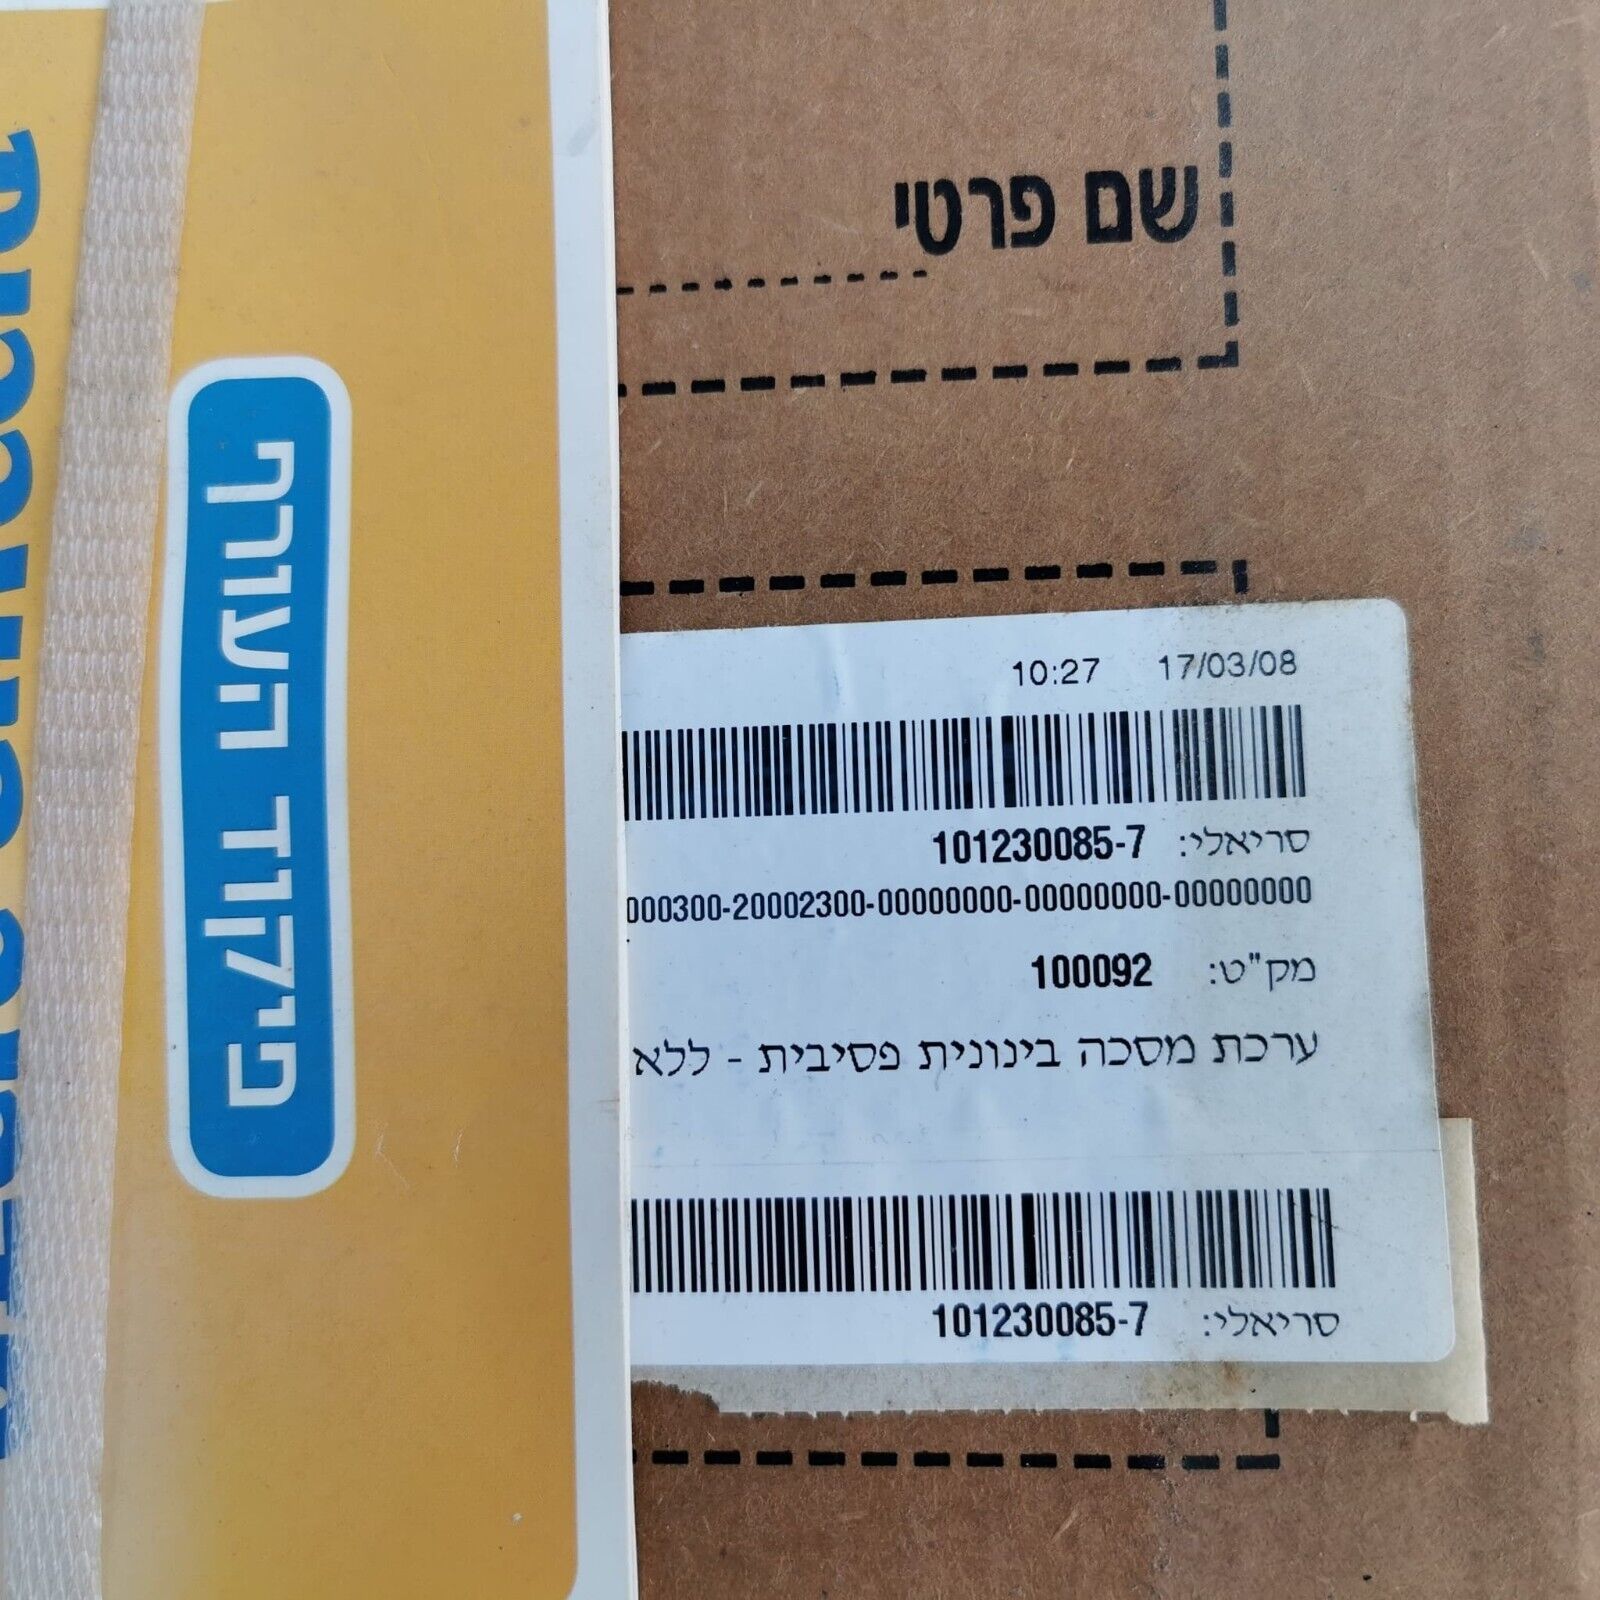 שם פרטי
פיקוד העורף
10:27 17/03/08
סריאלי: 101230085-7
000300-20002300-00000000-00000000-00000000
מק"ט: 100092
ערכת מסכה בינונית פסיבית - ללא
סריאלי: 101230085-7